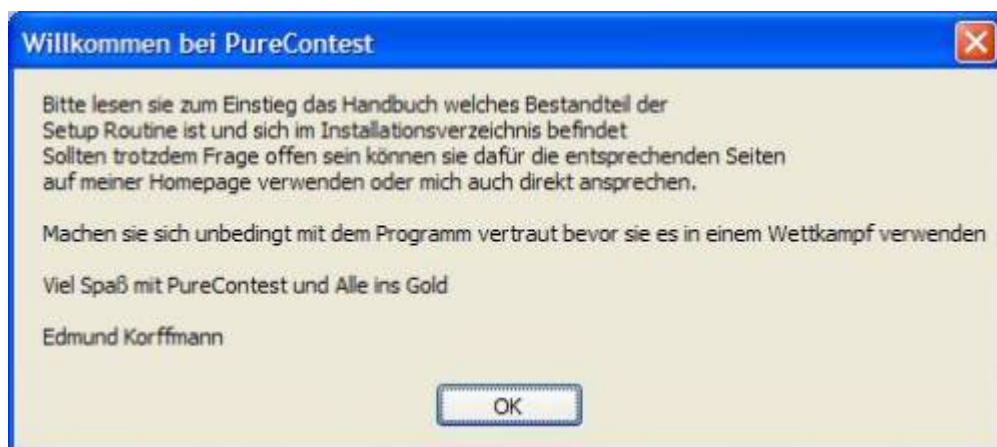 Willkommen bei PureContest
Bitte lesen sie zum Einstieg das Handbuch welches Bestandteil der
Setup Routine ist und sich im Installationsverzeichnis befindet
Sollten trotzdem Frage offen sein können sie dafür die entsprechenden Seiten
auf meiner Homepage verwenden oder mich auch direkt ansprechen.
Machen sie sich unbedingt mit dem Programm vertraut bevor sie es in einem Wettkampf verwenden
Viel Spaß mit PureContest und Alle ins Gold
Edmund Korffmann
OK